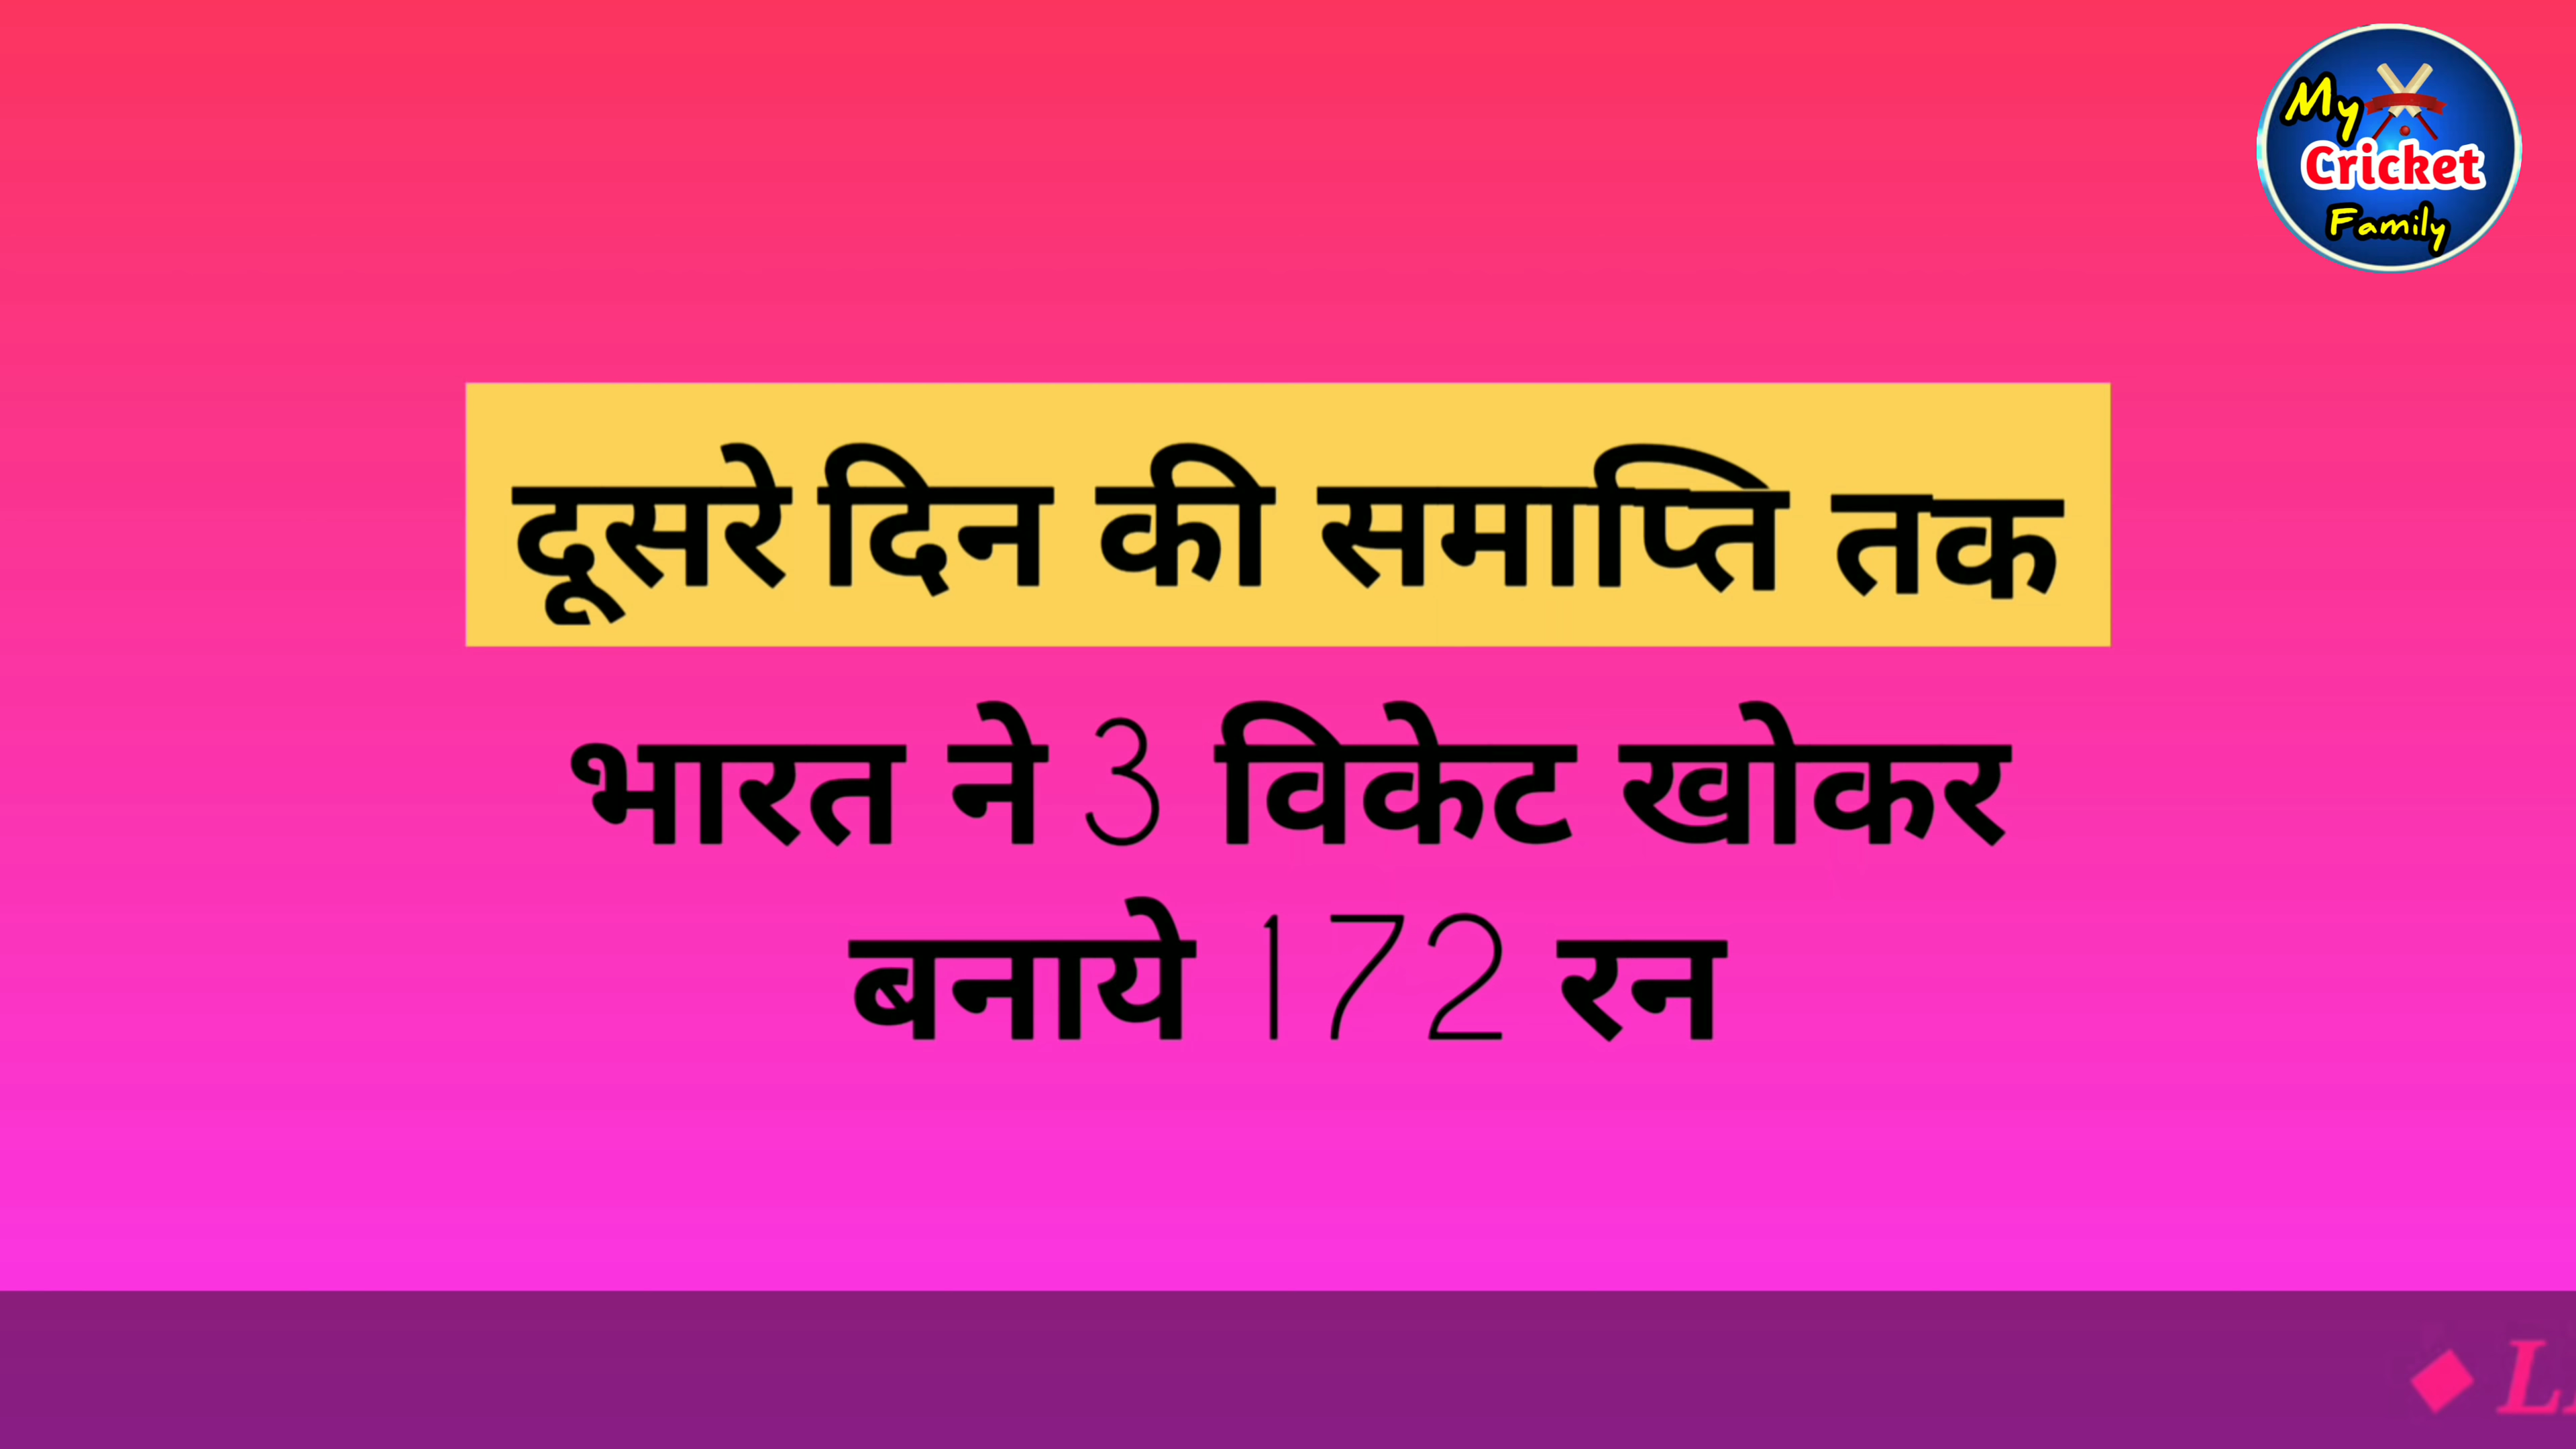 My
Cricket
Family
दूसरे दिन की समाप्ति तक
भारत ने 3 विकेट खोकर
बनाये 172 रन